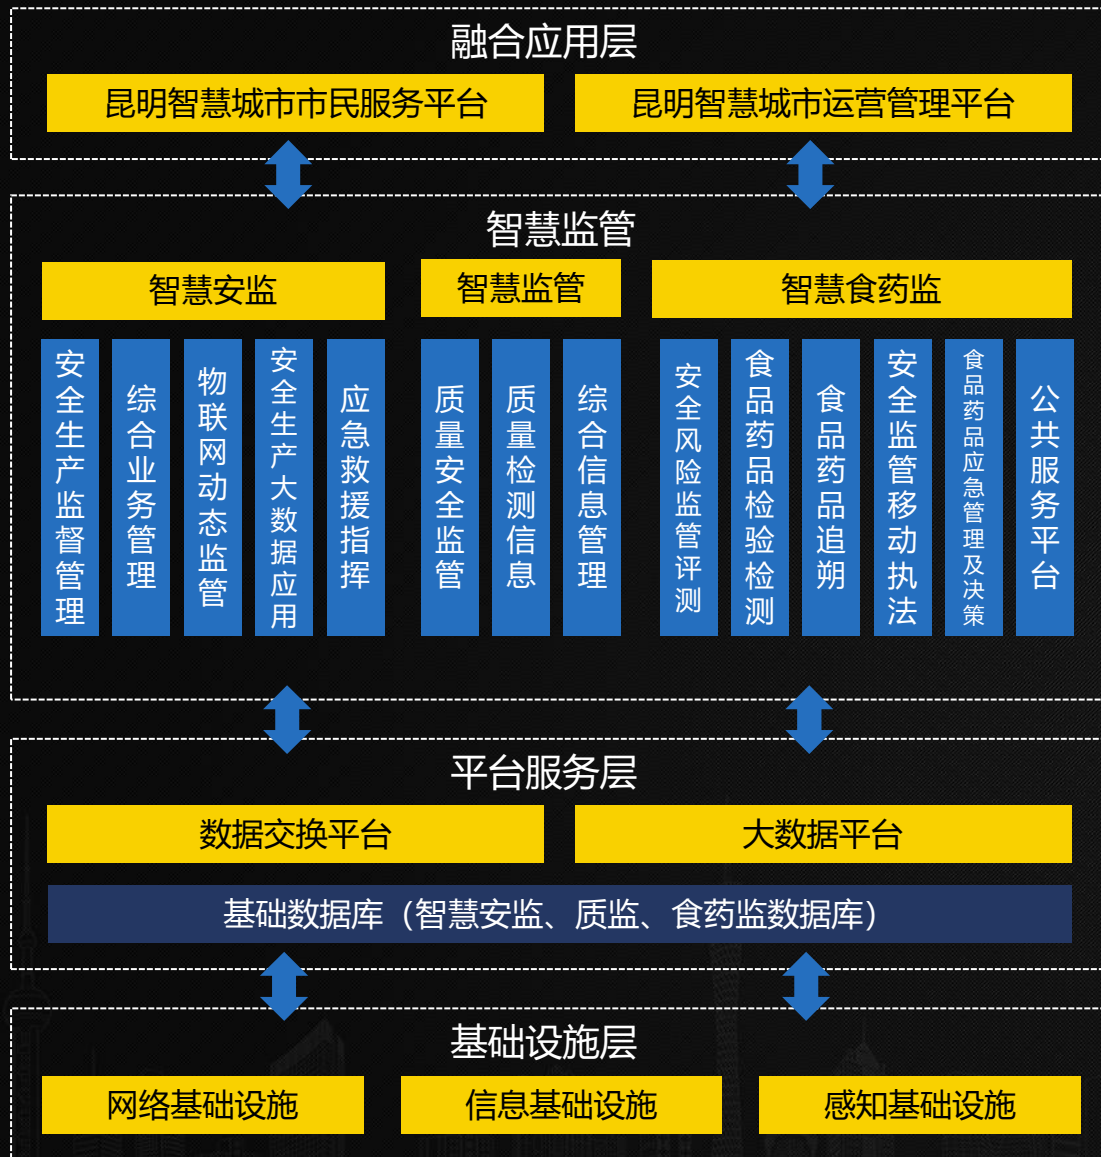 融合应用层
昆明智慧城市市民服务平台
昆明智慧城市运营管理平台
智慧监管
智慧安监
智慧监管
智慧食药监
安全生产监督管理
综合业务管理
物联网动态监管
安全生产大数据应用
应急救援指挥
质量安全监管
质量检测信息
综合信息管理
安全风险监管评测
食品药品检验检测
食品药品追朔
安全监管移动执法
食品药品应急管理及决策
公共服务平台
平台服务层
数据交换平台
大数据平台
基础数据库（智慧安监、质监、食药监数据库）
基础设施层
网络基础设施
信息基础设施
感知基础设施